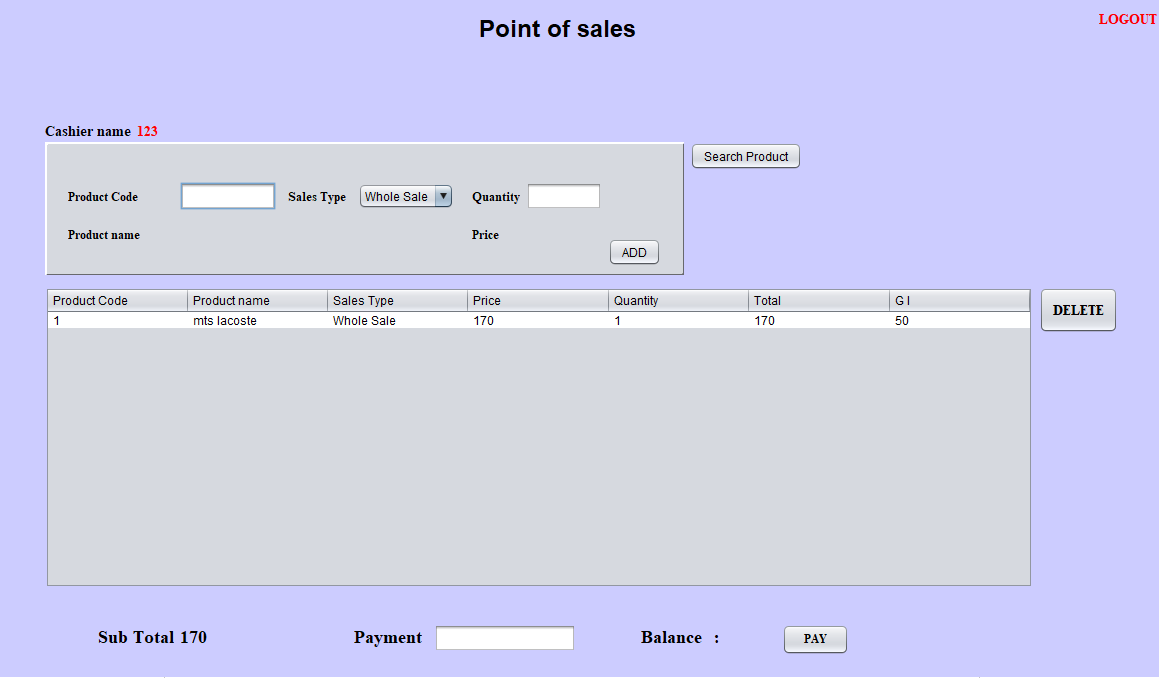 Point of sales
LOGOUT
Cashier name 123
Search Product
Product Code
Sales Type Whole Sale
Quantity
Product name
Price
ADD
Product Code Product name Sales Type Price Quantity Total G I
1 mts lacoste Whole Sale 170 1 170 50
DELETE
Sub Total 170
Payment
Balance :
PAY